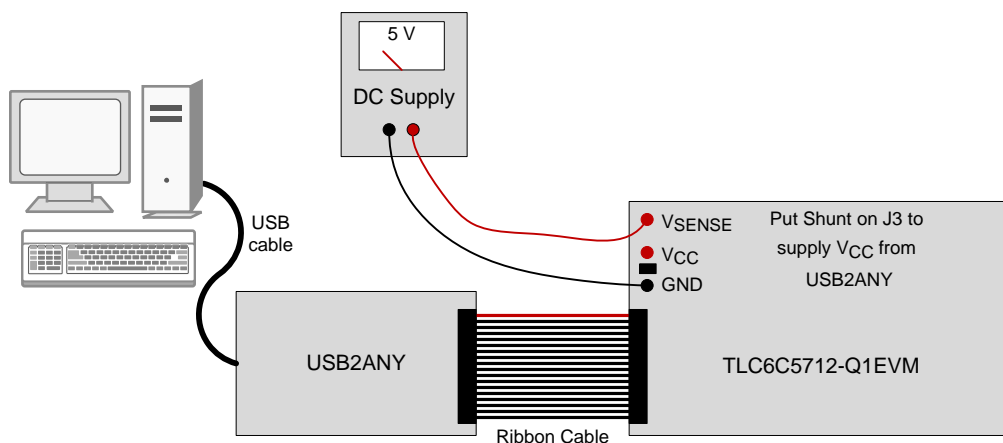 5 V
DC Supply
USB
cable
VSENSE
VCC
GND
Put Shunt on J3 to
supply VCC from
USB2ANY
USB2ANY
TLC6C5712-Q1EVM
Ribbon Cable